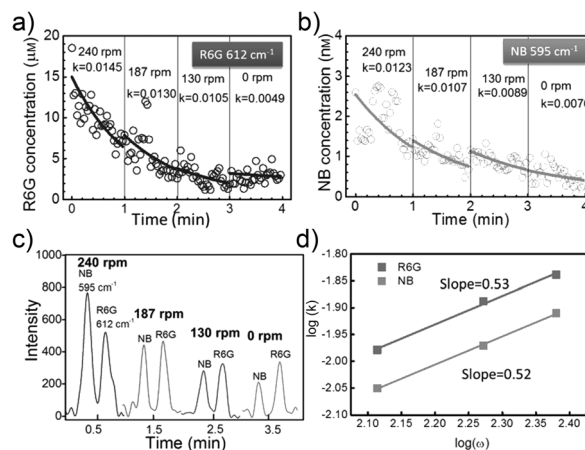 a)
R6G 612 cm⁻¹
240 rpm
k=0.0145
187 rpm
k=0.0130
130 rpm
k=0.0105
0 rpm
k=0.0049
R6G concentration (μM)
20
15
10
5
0
0 1 2 3 4
Time (min)
b)
NB 595 cm⁻¹
240 rpm
k=0.0123
187 rpm
k=0.0107
130 rpm
k=0.0089
0 rpm
k=0.0070
NB concentration (nM)
4
3
2
1
0
0 1 2 3 4
Time (min)
c)
240 rpm
NB
595 cm⁻¹
R6G
612 cm⁻¹
187 rpm
NB R6G
130 rpm
NB R6G
0 rpm
NB R6G
Intensity
1000
800
600
400
200
0
0.5 1.5 2.5 3.5
Time (min)
d)
R6G
NB
Slope=0.53
Slope=0.52
log (k)
-1.80
-1.85
-1.90
-1.95
-2.00
-2.05
-2.10
2.10 2.15 2.20 2.25 2.30 2.35 2.40
log(ω)